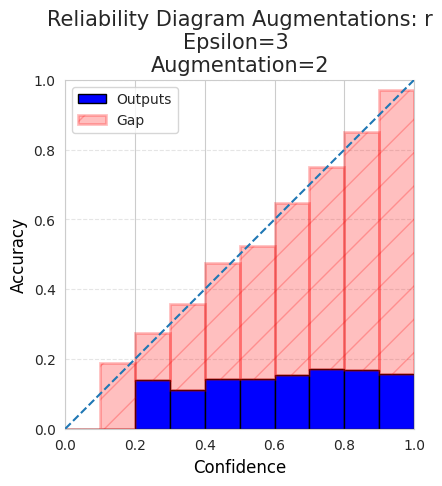 Reliability Diagram Augmentations: r
Epsilon=3
Augmentation=2
1.0
0.8
0.6
0.4
0.2
0.0
Accuracy
Outputs
Gap
0.0 0.2 0.4 0.6 0.8 1.0
Confidence